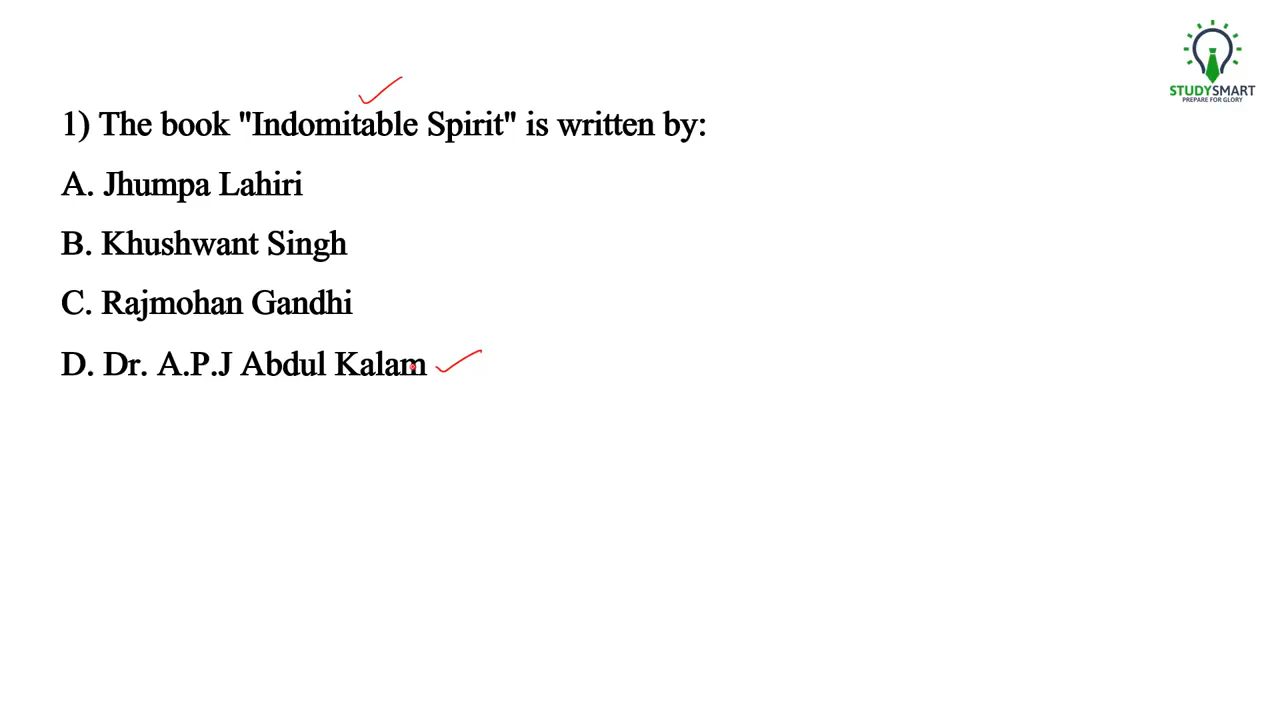 STUDYSMART
PREPARE FOR GLORY
1) The book "Indomitable Spirit" is written by:
A. Jhumpa Lahiri
B. Khushwant Singh
C. Rajmohan Gandhi
D. Dr. A.P.J Abdul Kalam